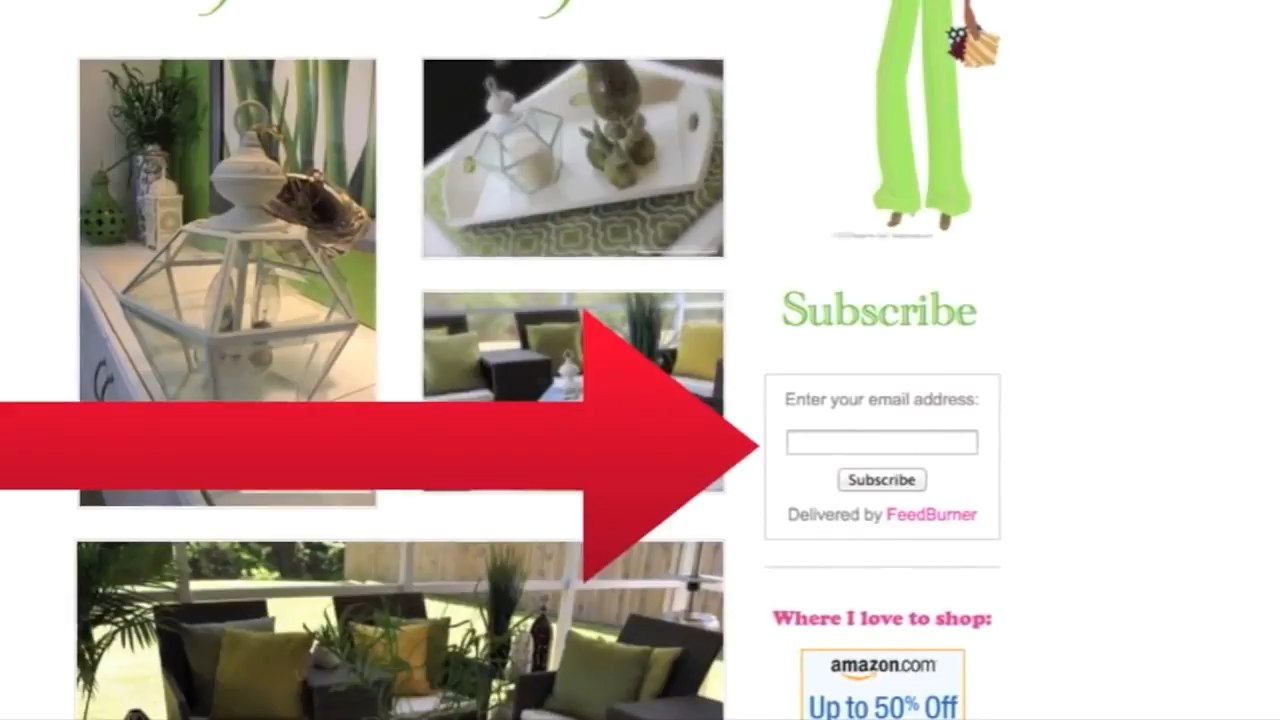 Subscribe
Enter your email address:
Subscribe
Delivered by FeedBurner
Where I love to shop:
amazon.com
Up to 50% Off